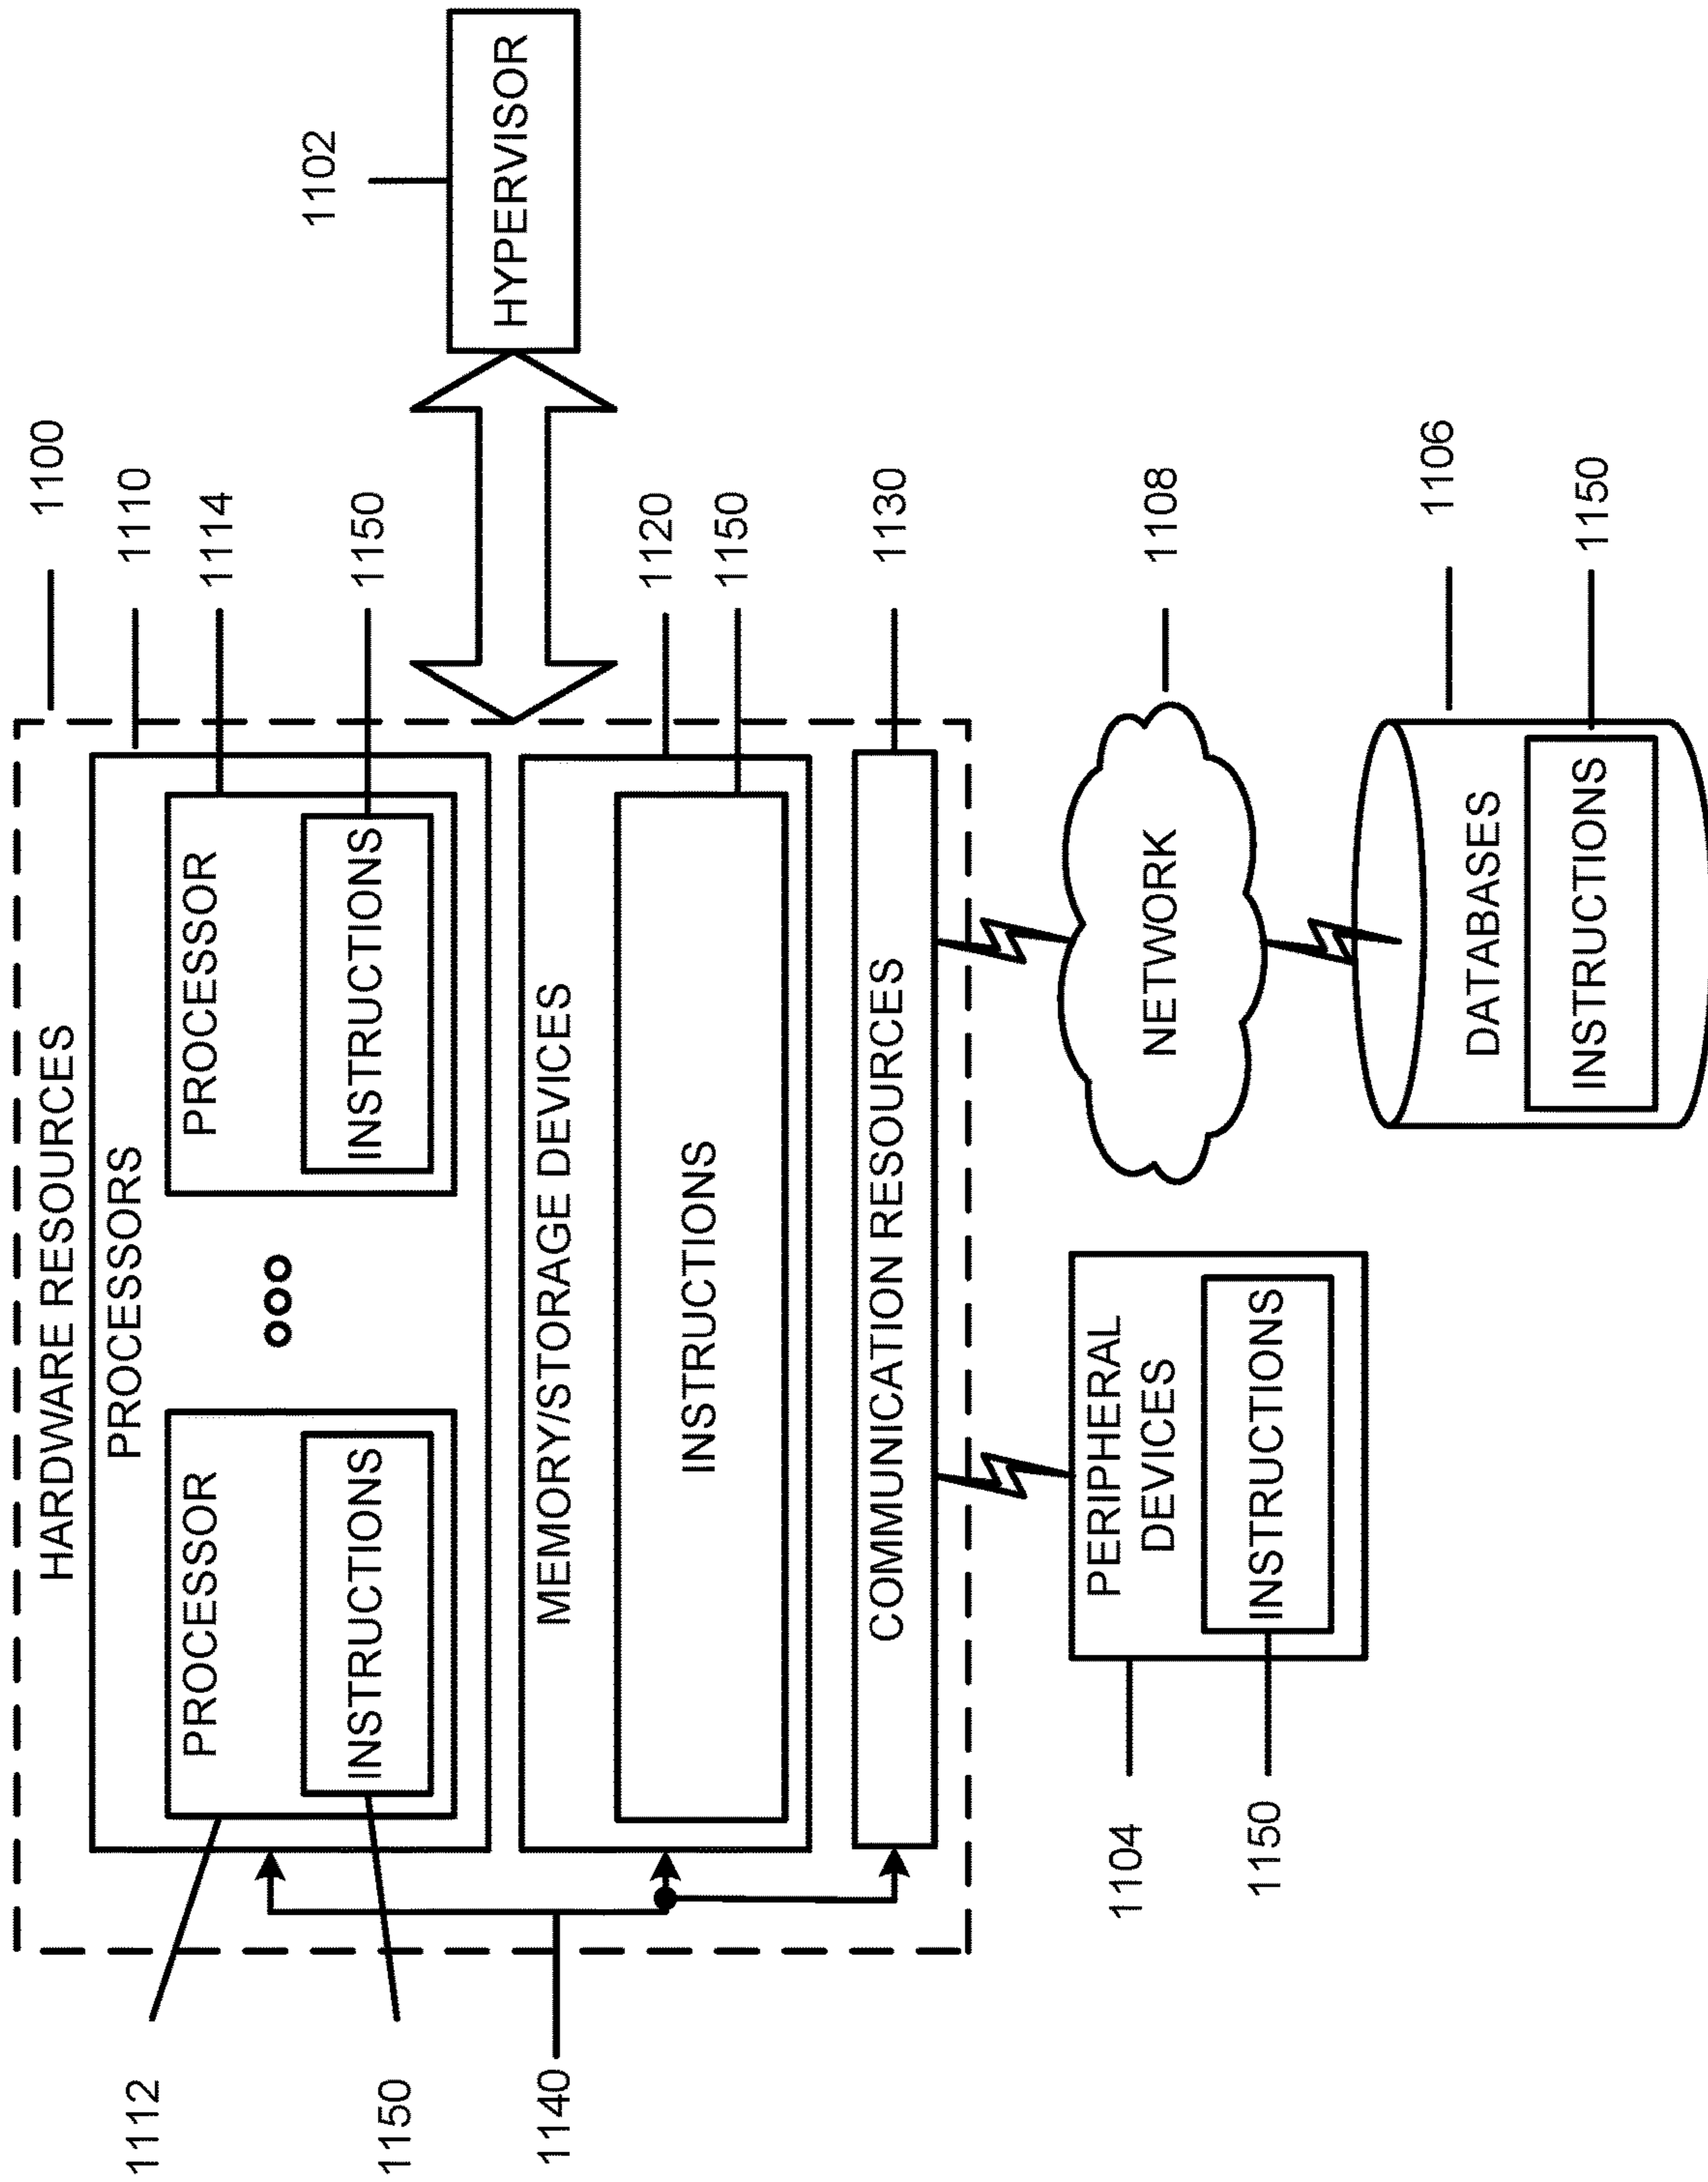 HARDWARE RESOURCES
1100
PROCESSORS
1110
1112
PROCESSOR
PROCESSOR
1114
1150
INSTRUCTIONS
INSTRUCTIONS
1150
1102
HYPERVISOR
1140
MEMORY/STORAGE DEVICES
1120
INSTRUCTIONS
1150
COMMUNICATION RESOURCES
1130
1104
PERIPHERAL
DEVICES
1150
INSTRUCTIONS
NETWORK
1108
DATABASES
1106
INSTRUCTIONS
1150